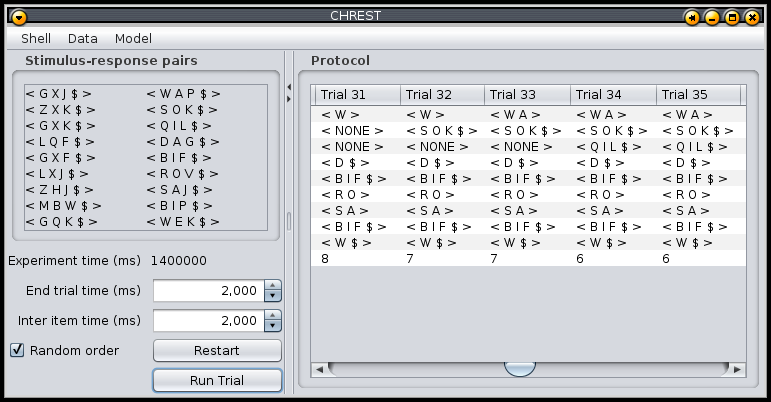 CHREST
Shell Data Model
Stimulus-response pairs
< G X J $ > < W A P $ >
< Z X K $ > < S O K $ >
< G X K $ > < Q I L $ >
< L Q F $ > < D A G $ >
< G X F $ > < B I F $ >
< L X J $ > < R O V $ >
< Z H J $ > < S A J $ >
< M B W $ > < B I P $ >
< G Q K $ > < W E K $ >
Experiment time (ms) 1400000
End trial time (ms) 2,000
Inter item time (ms) 2,000
Random order Restart
Run Trial
Protocol
Trial 31 Trial 32 Trial 33 Trial 34 Trial 35
< W > < W > < W A > < W A > < W A >
< NONE > < S O K $ > < S O K $ > < S O K $ > < S O K $ >
< NONE > < NONE > < NONE > < Q I L $ > < Q I L $ >
< D $ > < D $ > < D $ > < D $ > < D $ >
< B I F $ > < B I F $ > < B I F $ > < B I F $ > < B I F $ >
< R O > < R O > < R O > < R O > < R O >
< S A > < S A > < S A > < S A > < S A >
< B I F $ > < B I F $ > < B I F $ > < B I F $ > < B I F $ >
< W $ > < W $ > < W $ > < W $ > < W $ >
8 7 7 6 6